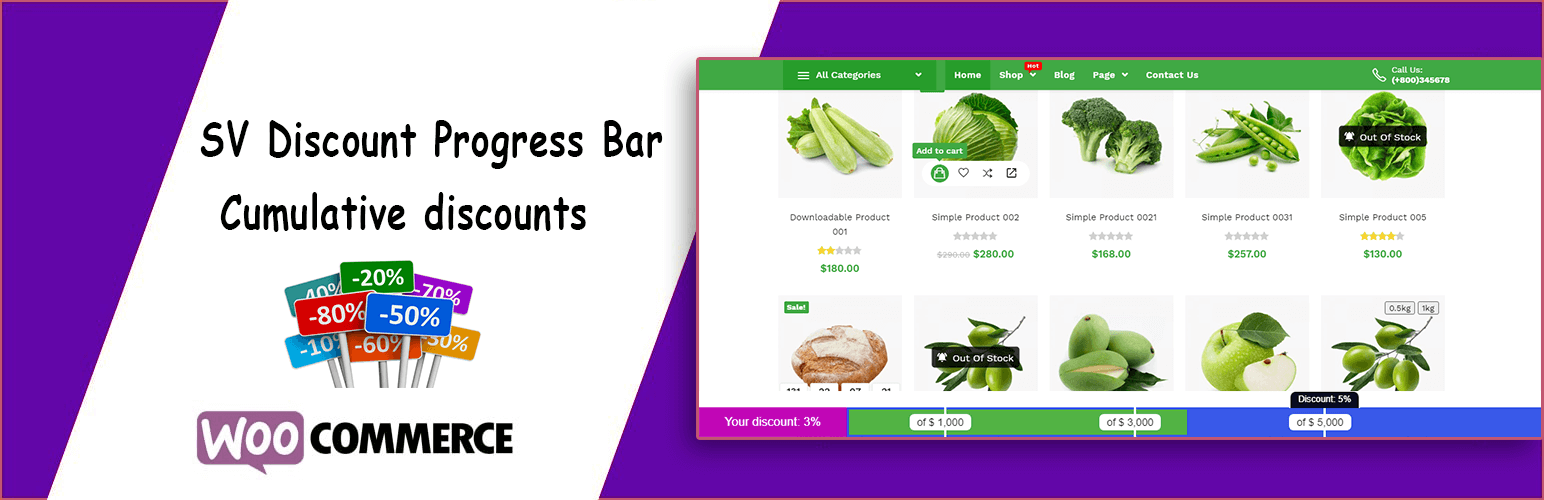 SV Discount Progress Bar
Cumulative discounts
-40%
-20%
-70%
-80%
-50%
-10%
-60%
-30%
WOO COMMERCE
All Categories
Home
Shop
Hot
Blog
Page
Contact Us
Call Us:
(+800)345678
Add to cart
Out Of Stock
Downloadable Product
001
$180.00
Simple Product 002
$290.00 $280.00
Simple Product 0021
$168.00
Simple Product 0031
$257.00
Simple Product 005
$130.00
Sale!
Out Of Stock
0.5kg
1kg
Discount: 5%
Your discount: 3%
of $ 1,000
of $ 3,000
of $ 5,000